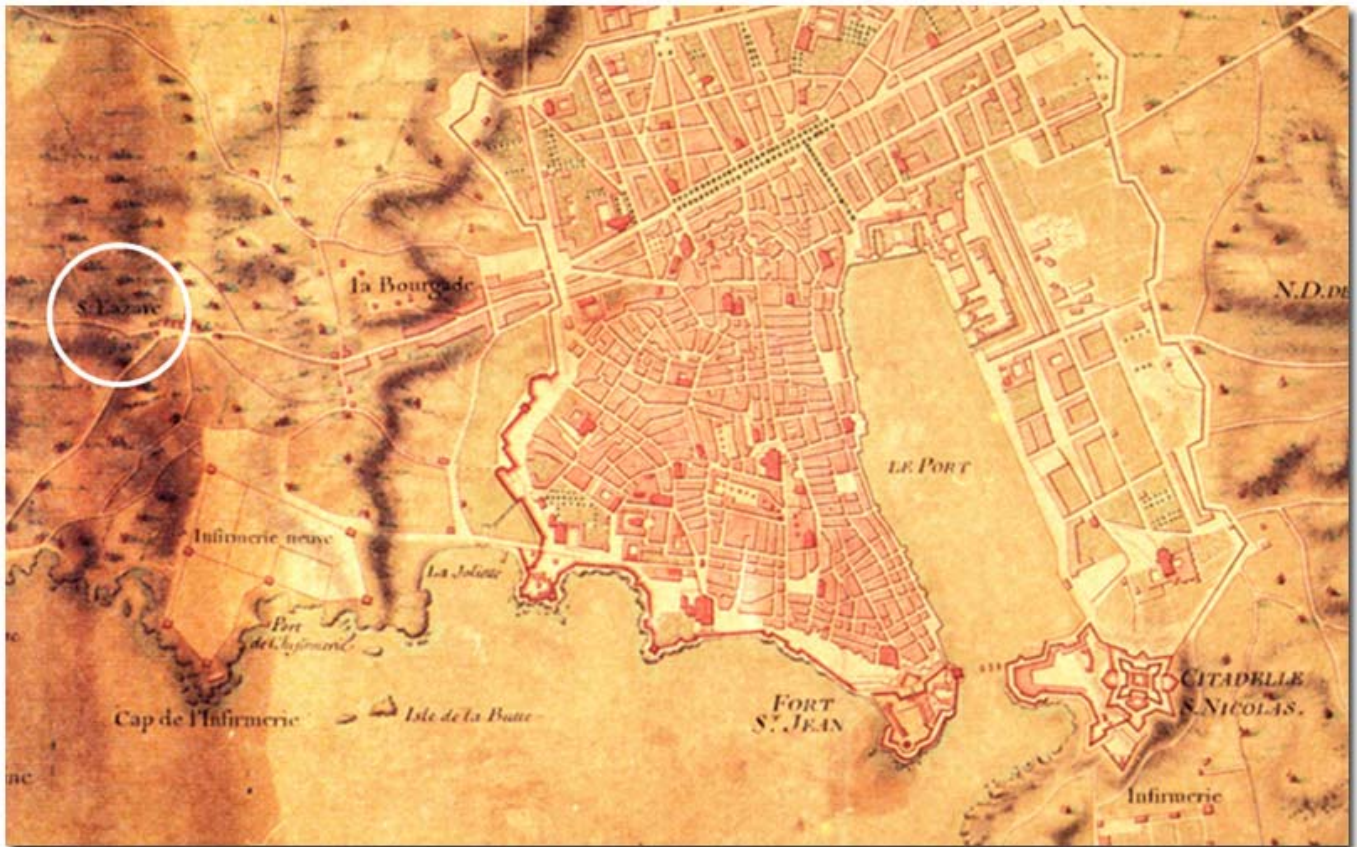 S. Lazare
la Bourgade
N.D.DE
LE PORT
Infirmerie neuve
La Joliette
Port
de l'Infirmerie
CITADELLE
S. NICOLAS.
FORT
S.T JEAN
Cap de l'Infirmerie
Isle de la Butte
Infirmerie